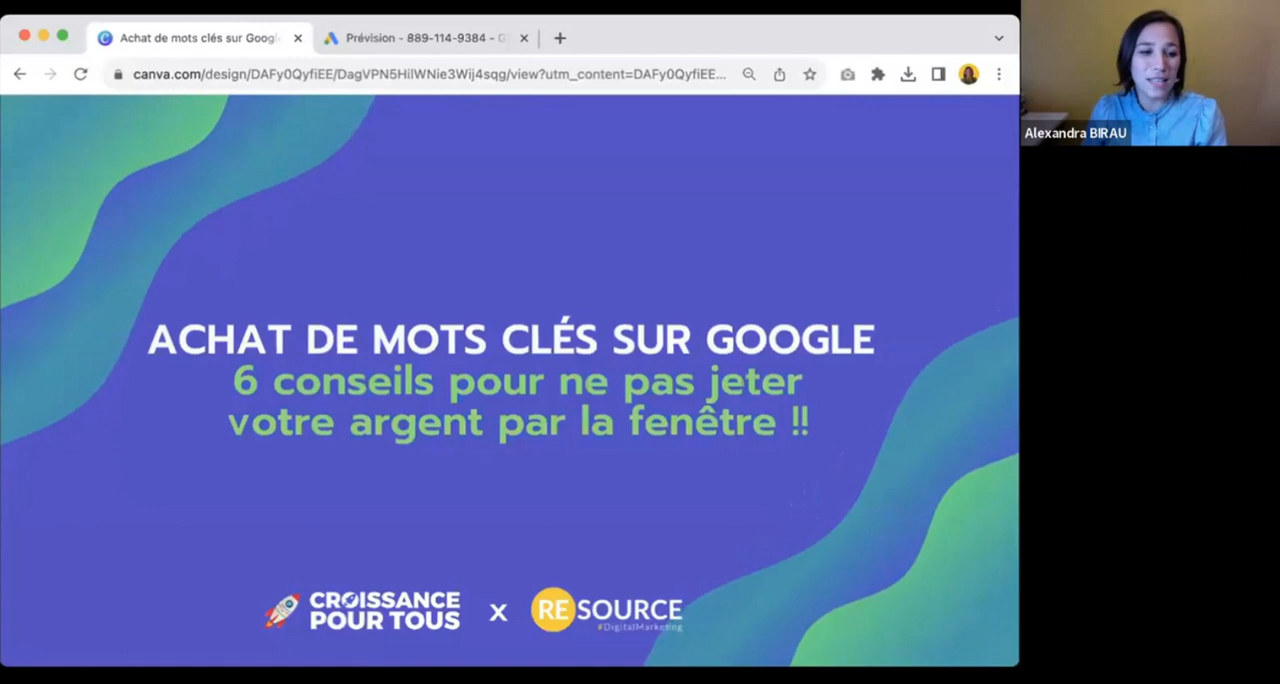 Achat de mots clés sur Googl
Prévision - 889-114-9384 - G
canva.com/design/DAFy0QyfiEE/DagVPN5HilWNie3Wij4sqg/view?utm_content=DAFy0QyfiEE...
Alexandra BIRAU
ACHAT DE MOTS CLÉS SUR GOOGLE
6 conseils pour ne pas jeter
votre argent par la fenêtre !!
CROISSANCE
POUR TOUS
x
RESOURCE
#DigitalMarketing